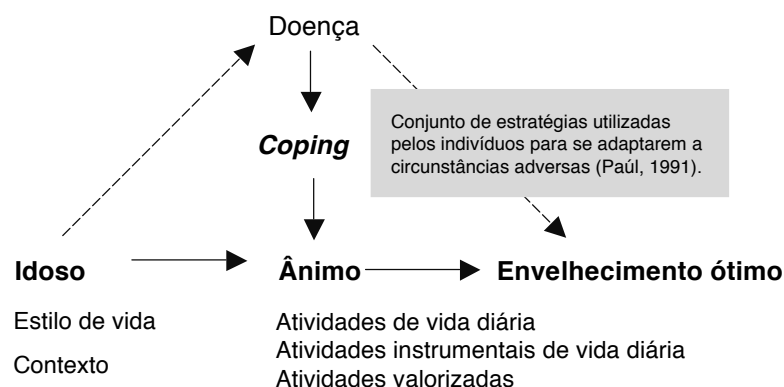 Doença
Coping
Conjunto de estratégias utilizadas
pelos indivíduos para se adaptarem a
circunstâncias adversas (Paúl, 1991).
Idoso
Ânimo
Envelhecimento ótimo
Estilo de vida
Contexto
Atividades de vida diária
Atividades instrumentais de vida diária
Atividades valorizadas